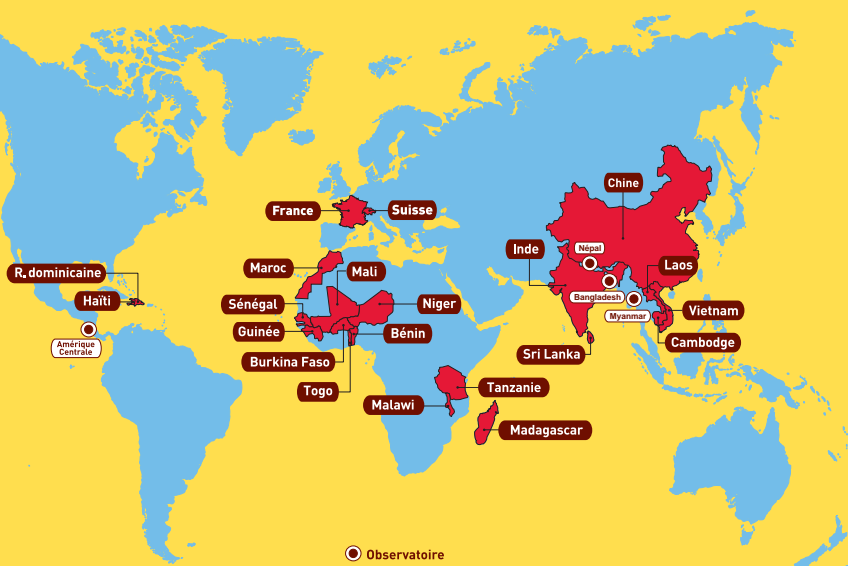 Chine
France
Suisse
Népal
Inde
Laos
Maroc
Mali
R. dominicaine
Bangladesh
Haïti
Sénégal
Niger
Myanmar
Vietnam
Guinée
Bénin
Amérique
Centrale
Cambodge
Burkina Faso
Sri Lanka
Togo
Tanzanie
Malawi
Madagascar
Observatoire